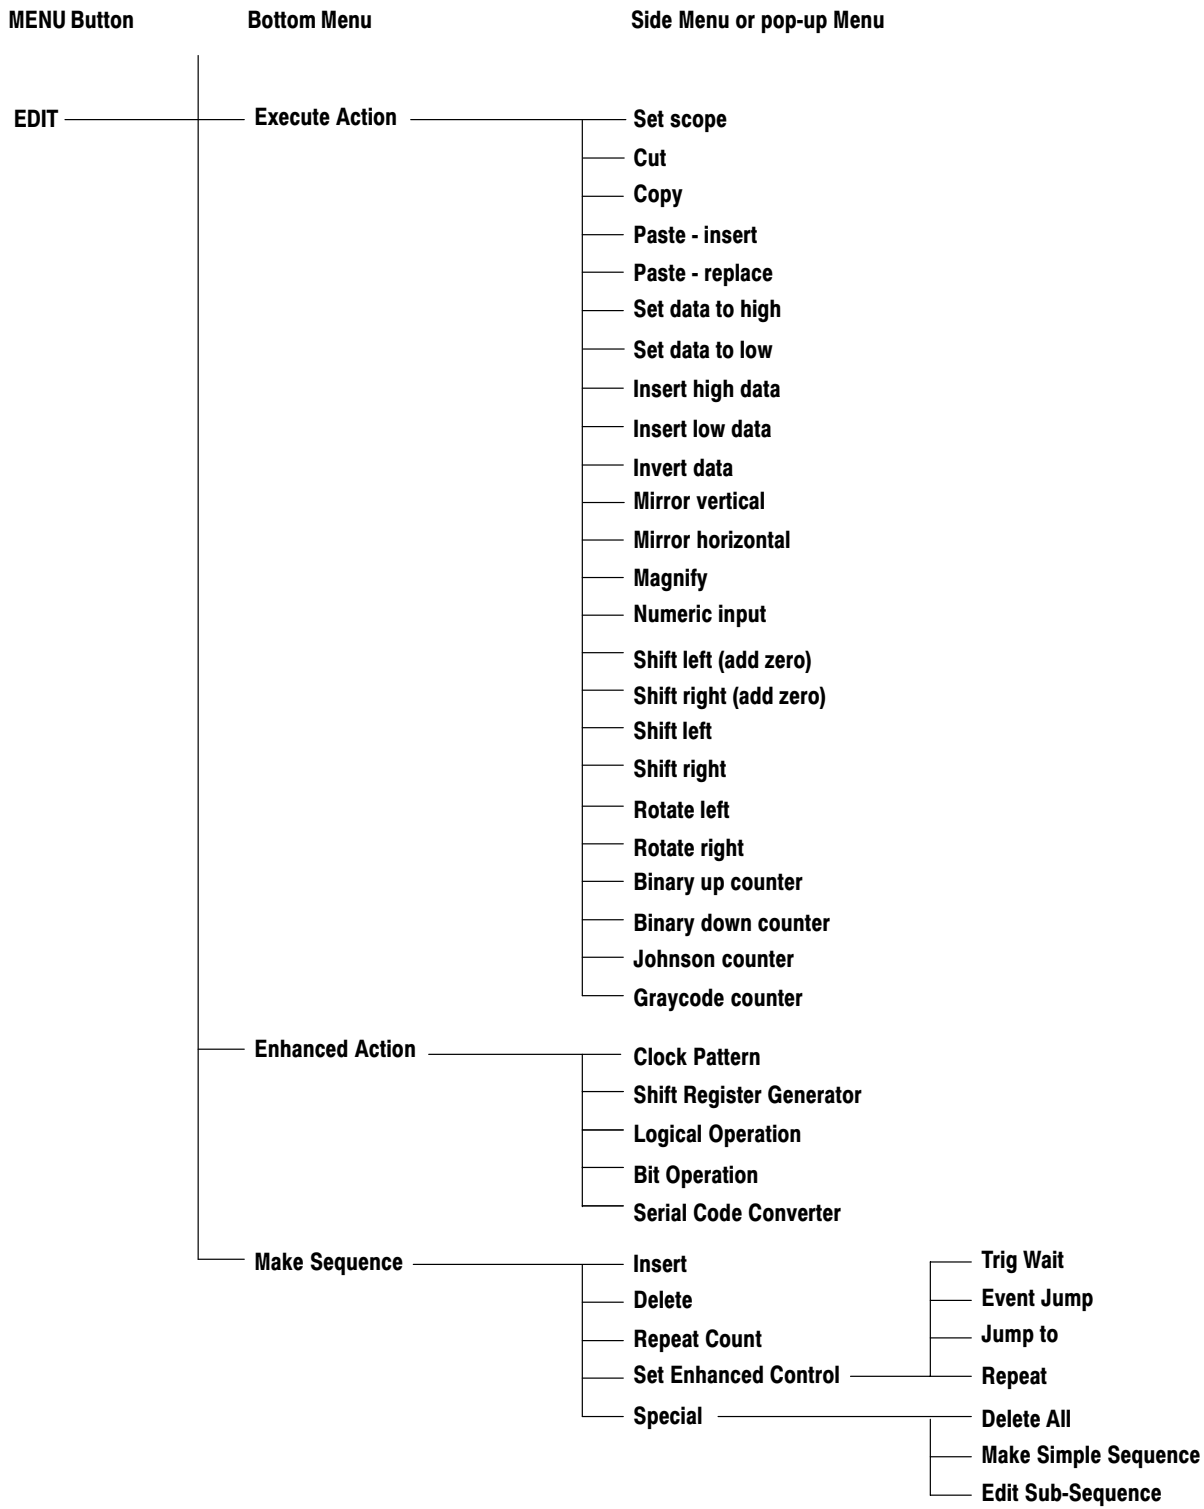 MENU Button Bottom Menu Side Menu or pop-up Menu
EDIT Execute Action Set scope
Cut
Copy
Paste - insert
Paste - replace
Set data to high
Set data to low
Insert high data
Insert low data
Invert data
Mirror vertical
Mirror horizontal
Magnify
Numeric input
Shift left (add zero)
Shift right (add zero)
Shift left
Shift right
Rotate left
Rotate right
Binary up counter
Binary down counter
Johnson counter
Graycode counter
Enhanced Action Clock Pattern
Shift Register Generator
Logical Operation
Bit Operation
Serial Code Converter
Make Sequence Insert Trig Wait
Delete Event Jump
Repeat Count Jump to
Set Enhanced Control Repeat
Special Delete All
Make Simple Sequence
Edit Sub-Sequence